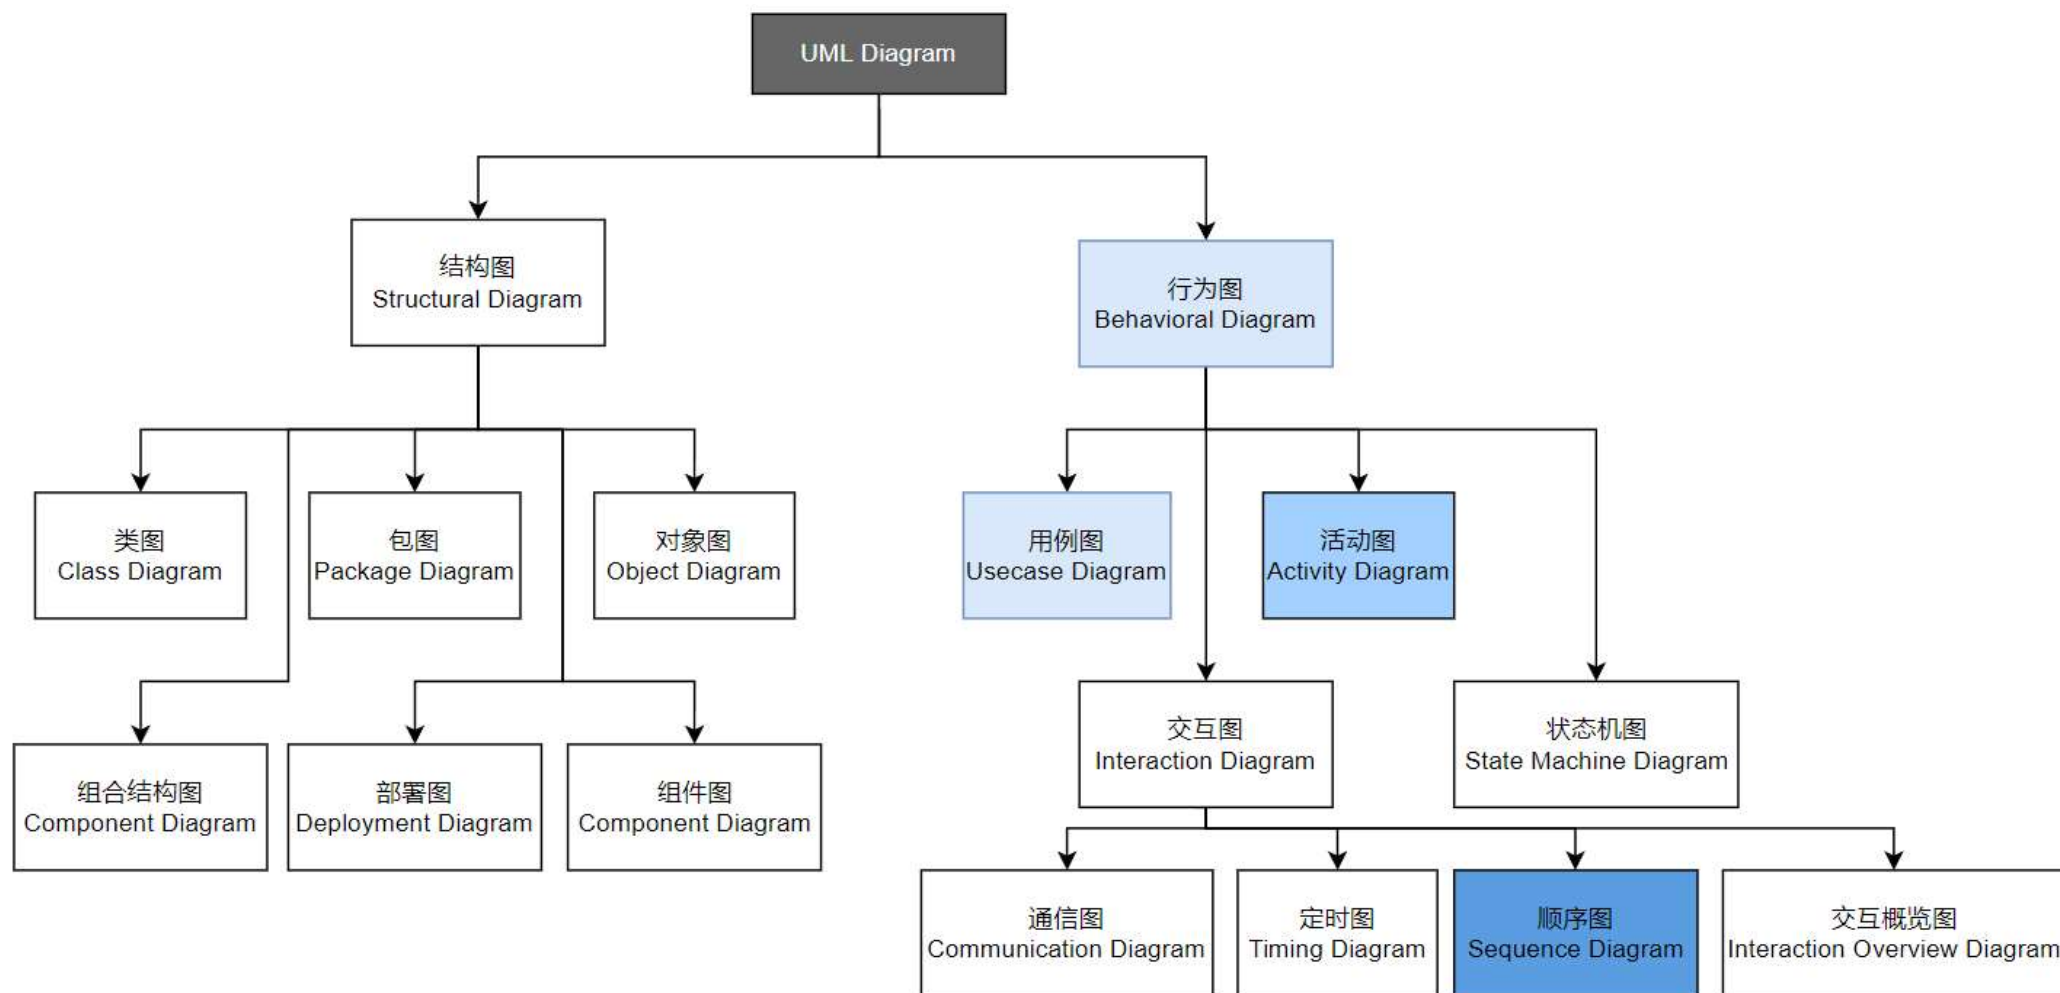 UML Diagram
结构图
Structural Diagram
行为图
Behavioral Diagram
类图
Class Diagram
包图
Package Diagram
对象图
Object Diagram
用例图
Usecase Diagram
活动图
Activity Diagram
组合结构图
Component Diagram
部署图
Deployment Diagram
组件图
Component Diagram
交互图
Interaction Diagram
状态机图
State Machine Diagram
通信图
Communication Diagram
定时图
Timing Diagram
顺序图
Sequence Diagram
交互概览图
Interaction Overview Diagram